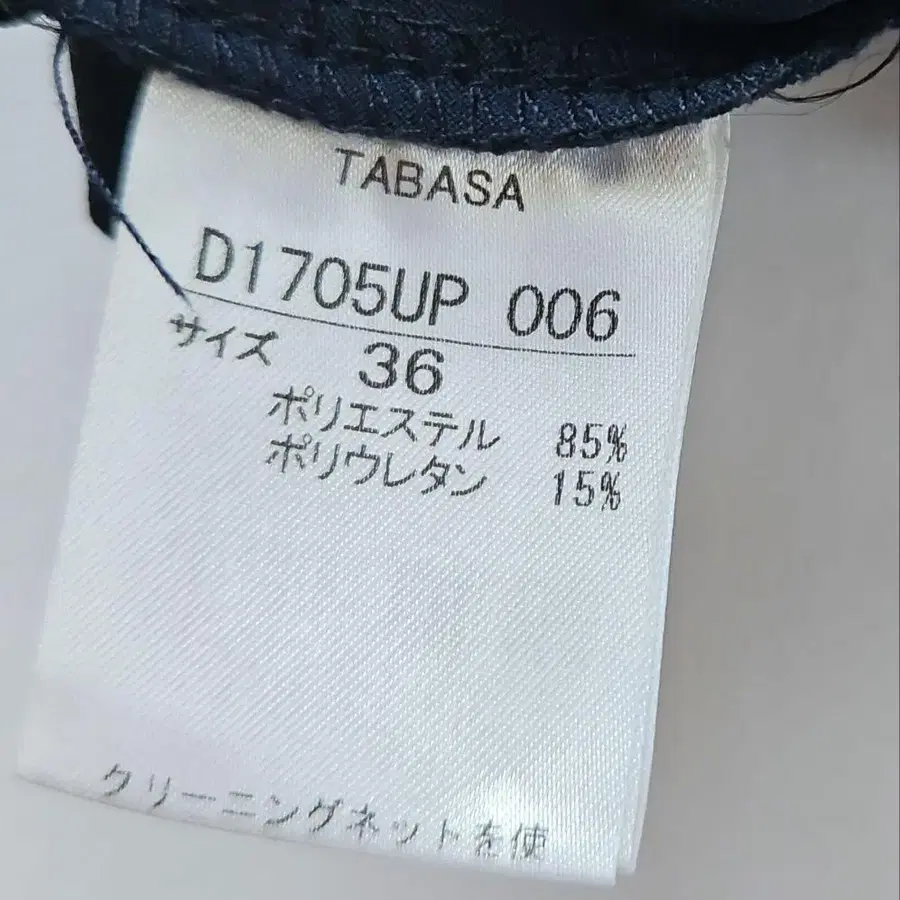 TABASA
D1705UP 006
サイズ 36
ポリエステル 85%
ポリウレタン 15%
クリーニングネットを使